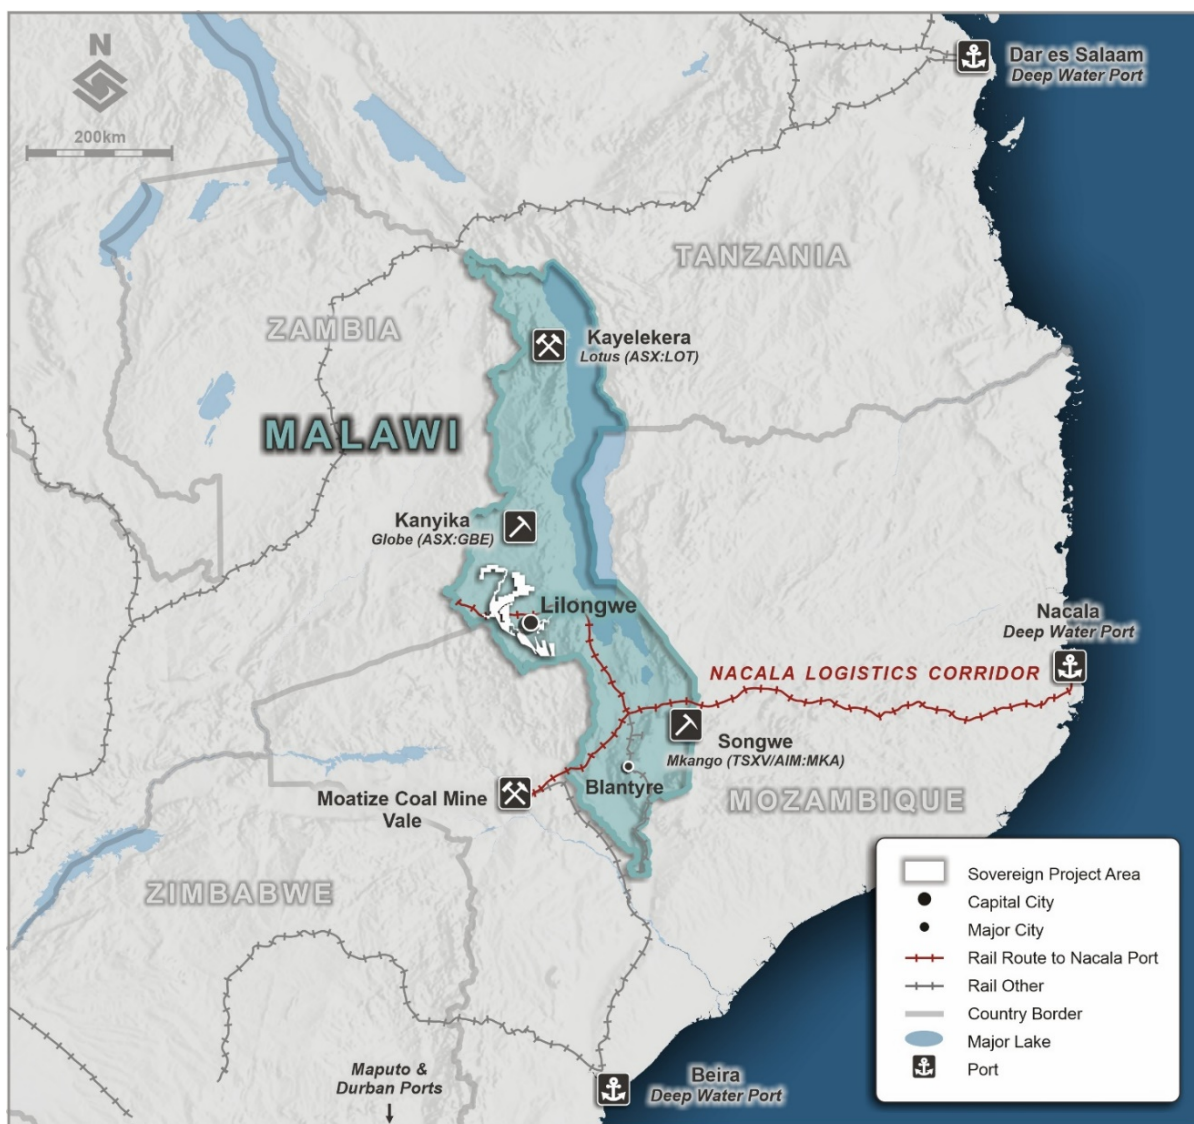 N
200km
Dar es Salaam
Deep Water Port
TANZANIA
ZAMBIA
Kayelekera
Lotus (ASX:LOT)
MALAWI
Kanyika
Globe (ASX:GBE)
Lilongwe
Nacala
Deep Water Port
NACALA LOGISTICS CORRIDOR
Songwe
Mkango (TSXV/AIM:MKA)
Blantyre
Moatize Coal Mine
Vale
MOZAMBIQUE
ZIMBABWE
Sovereign Project Area
Capital City
Major City
Rail Route to Nacala Port
Rail Other
Country Border
Major Lake
Port
Maputo &
Durban Ports
Beira
Deep Water Port